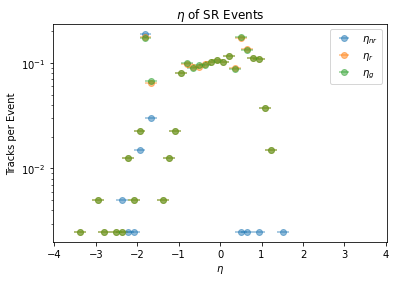 η of SR Events
η_nr
η_r
η_g
Tracks per Event
10^−1
10^−2
−4 −3 −2 −1 0 1 2 3 4
η